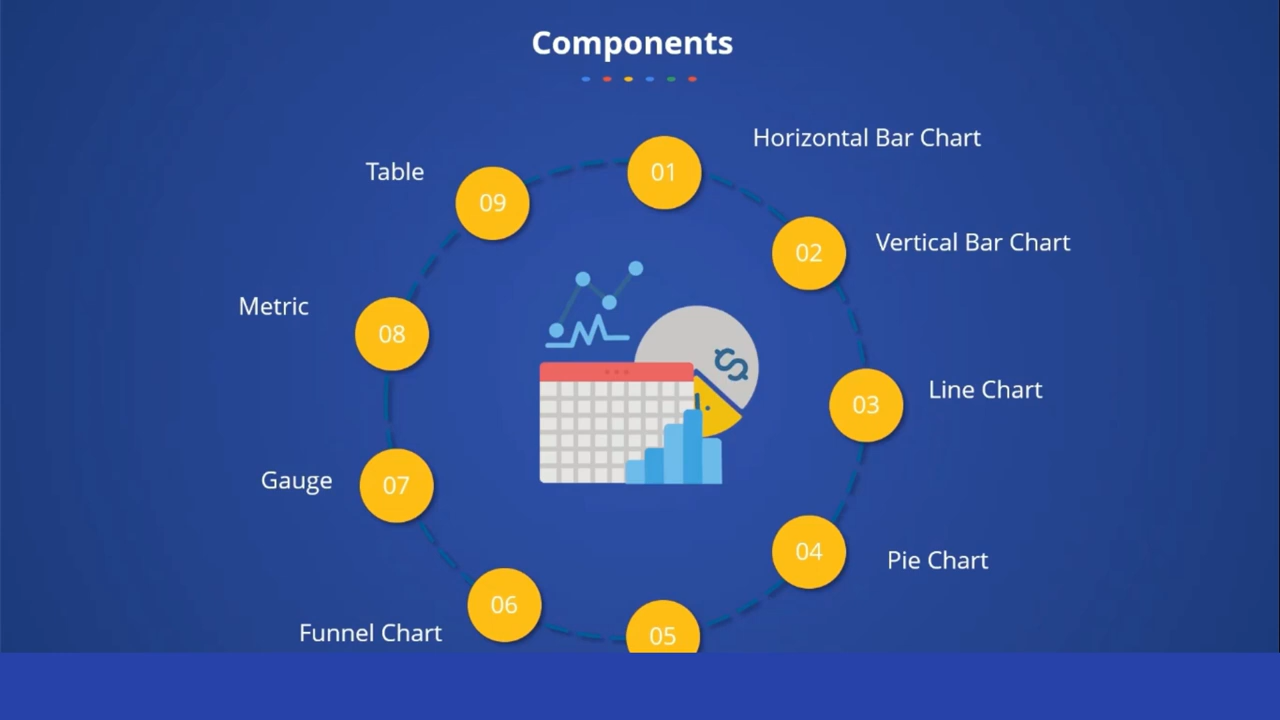 Components
01
Horizontal Bar Chart
02
Vertical Bar Chart
03
Line Chart
04
Pie Chart
05
06
Funnel Chart
07
Gauge
08
Metric
09
Table
$